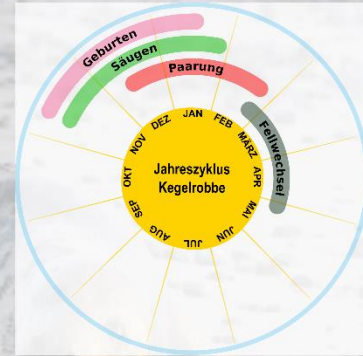 Geburten
Säugen
Paarung
Fellwechsel
JAN
FEB
MÄRZ
APR
MAI
JUN
JUL
AUG
SEP
OKT
NOV
DEZ
Jahreszyklus
Kegelrobbe